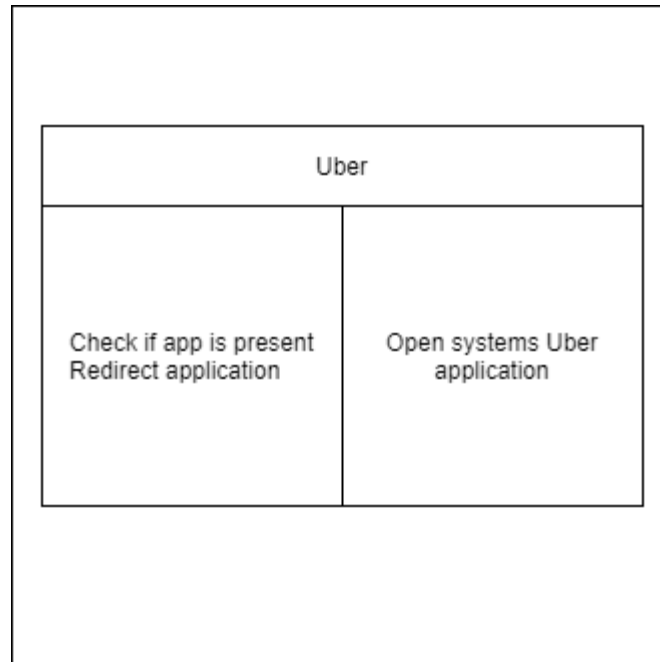 Uber
Check if app is present
Redirect application
Open systems Uber
application